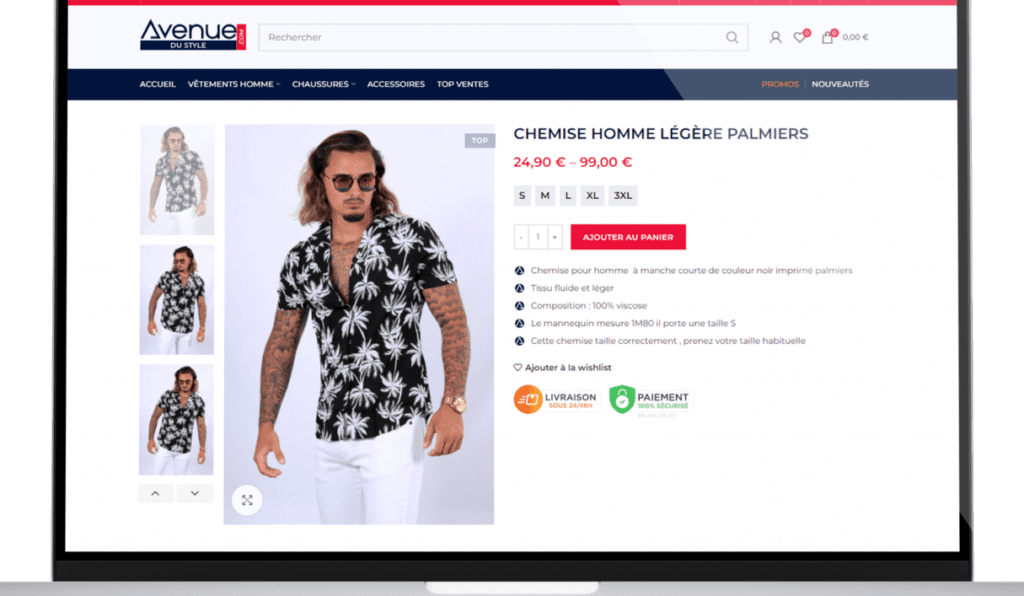 Avenue
.COM
DU STYLE
Rechercher
0
0
0,00 €
ACCUEIL VÊTEMENTS HOMME CHAUSSURES ACCESSOIRES TOP VENTES PROMOS NOUVEAUTÉS
TOP
CHEMISE HOMME LÉGÈRE PALMIERS
24,90 € – 99,00 €
S M L XL 3XL
- 1 + AJOUTER AU PANIER
Chemise pour homme à manche courte de couleur noir imprimé palmiers
Tissu fluide et léger
Composition : 100% viscose
Le mannequin mesure 1M80 il porte une taille S
Cette chemise taille correctement , prenez votre taille habituelle
Ajouter à la wishlist
LIVRAISON
SOUS 24/48H
PAIEMENT
100% SÉCURISÉ